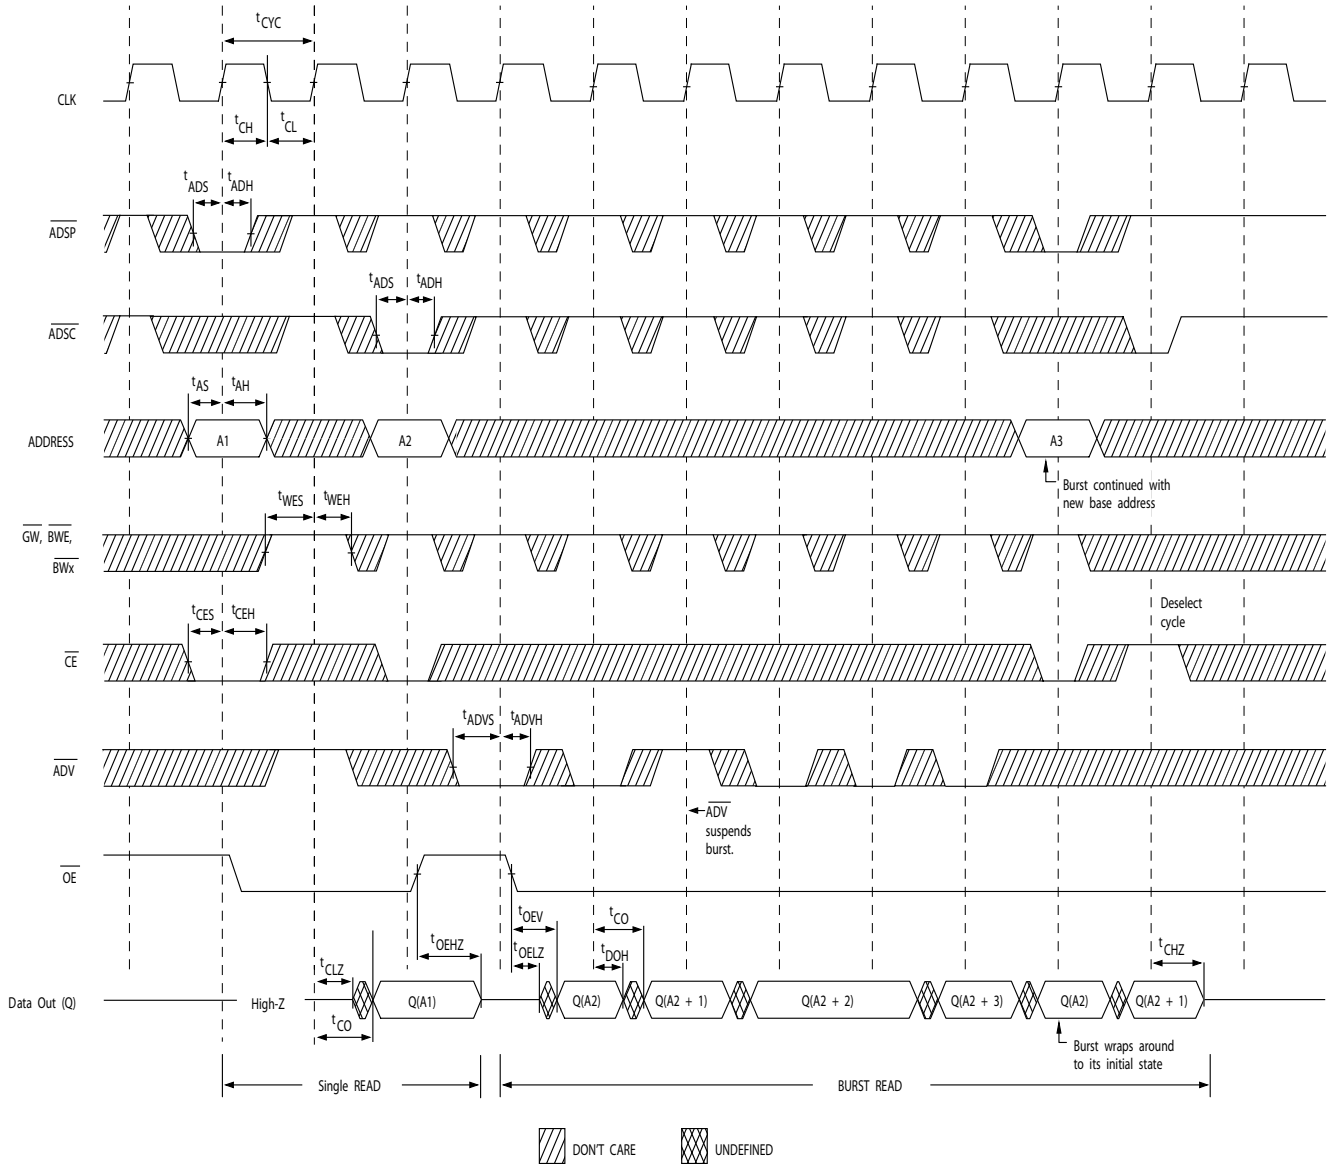 tCYC
CLK
tCH
tCL
tADS
tADH
ADSP
tADS
tADH
ADSC
tAS
tAH
ADDRESS
A1
A2
A3
Burst continued with
new base address
tWES
tWEH
GW, BWE,
BWx
tCES
tCEH
Deselect
cycle
CE
tADVS
tADVH
ADV
ADV
suspends
burst.
OE
tOEV
tCO
tOEHZ
tOELZ
tDOH
tCHZ
tCLZ
Data Out (Q)
High-Z
Q(A1)
Q(A2)
Q(A2 + 1)
Q(A2 + 2)
Q(A2 + 3)
Q(A2)
Q(A2 + 1)
tCO
Burst wraps around
to its initial state
Single READ
BURST READ
DON'T CARE
UNDEFINED